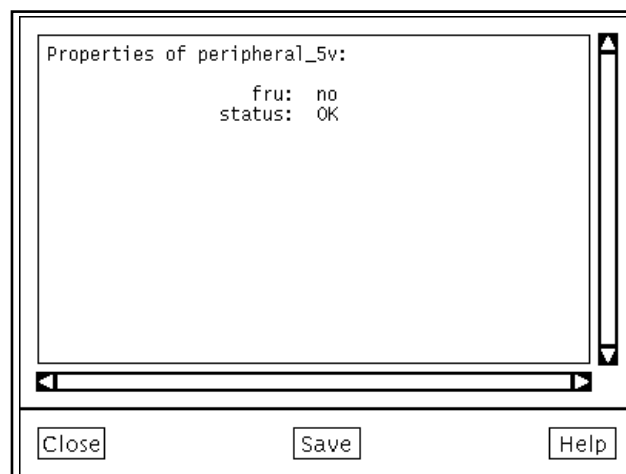 Properties of peripheral_5v:
fru: no
status: OK
Close Save Help